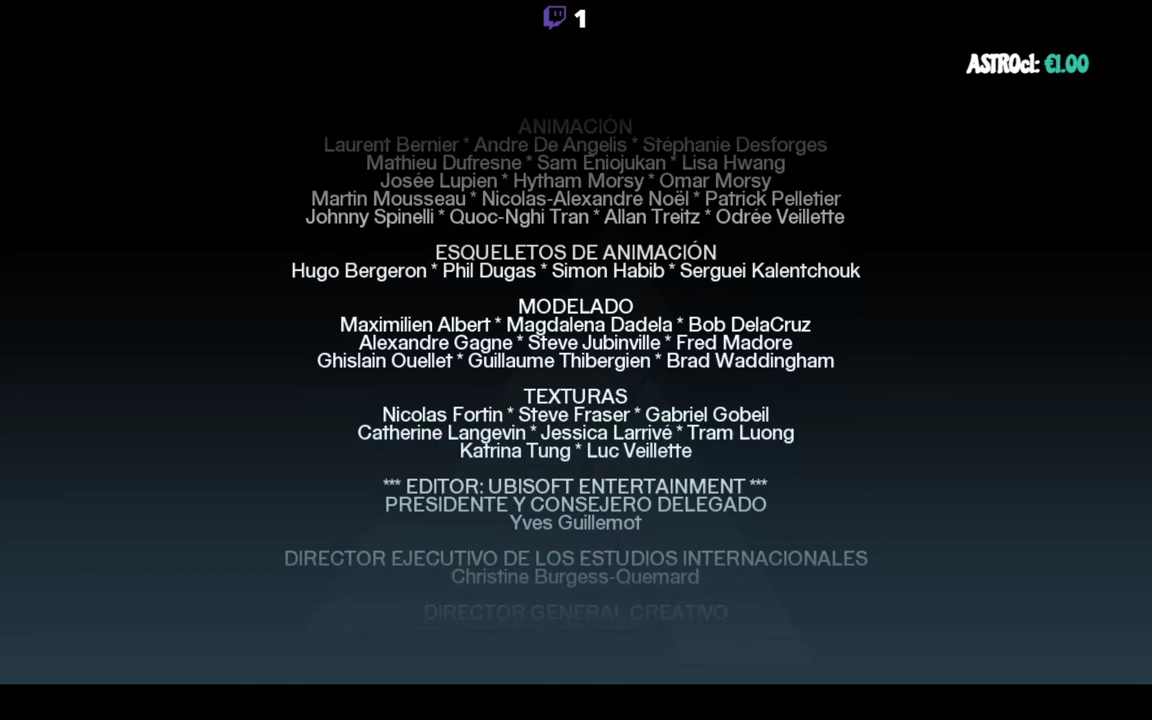 1
ASTROcl: €1.00
ANIMACIÓN
Laurent Bernier * Andre De Angelis * Stéphanie Desforges
Mathieu Dufresne * Sam Eniojukan * Lisa Hwang
Josée Lupien * Hytham Morsy * Omar Morsy
Martin Mousseau * Nicolas-Alexandre Noël * Patrick Pelletier
Johnny Spinelli * Quoc-Nghi Tran * Allan Treitz * Odrée Veillette
ESQUELETOS DE ANIMACIÓN
Hugo Bergeron * Phil Dugas * Simon Habib * Serguei Kalentchouk
MODELADO
Maximilien Albert * Magdalena Dadela * Bob DelaCruz
Alexandre Gagne * Steve Jubinville * Fred Madore
Ghislain Ouellet * Guillaume Thibergien * Brad Waddingham
TEXTURAS
Nicolas Fortin * Steve Fraser * Gabriel Gobeil
Catherine Langevin * Jessica Larrivé * Tram Luong
Katrina Tung * Luc Veillette
*** EDITOR: UBISOFT ENTERTAINMENT ***
PRESIDENTE Y CONSEJERO DELEGADO
Yves Guillemot
DIRECTOR EJECUTIVO DE LOS ESTUDIOS INTERNACIONALES
Christine Burgess-Quemard
DIRECTOR GENERAL CREATIVO